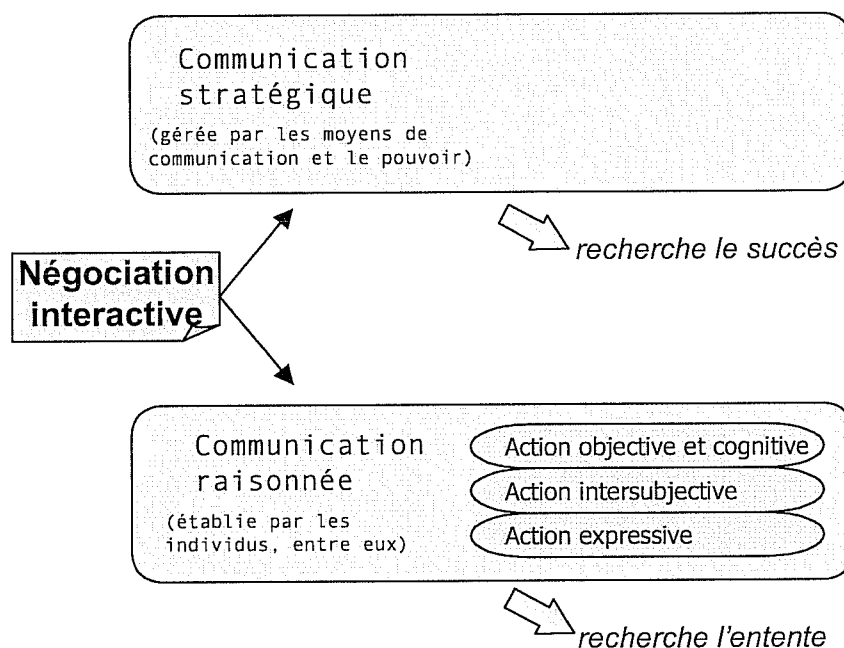 Communication
stratégique
(gérée par les moyens de
communication et le pouvoir)
recherche le succès
Négociation
interactive
Communication
raisonnée
(établie par les
individus, entre eux)
Action objective et cognitive
Action intersubjective
Action expressive
recherche l'entente